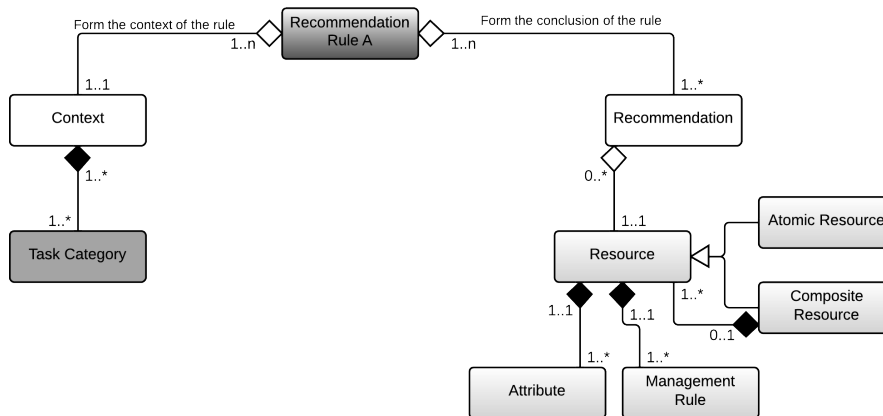 Form the context of the rule
Recommendation
Rule A
Form the conclusion of the rule
1..n
1..n
1..1
1..*
Context
Recommendation
1..*
0..*
1..*
1..1
Task Category
Resource
Atomic Resource
1..*
Composite
Resource
1..1
1..1
0..1
1..*
1..*
Attribute
Management
Rule